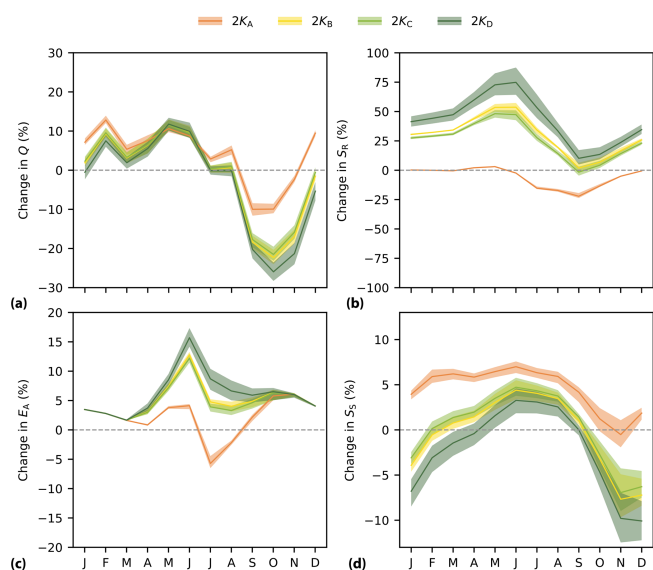 2K_A 2K_B 2K_C 2K_D
Change in Q (%)
30
20
10
0
−10
−20
−30
(a)
Change in S_R (%)
100
75
50
25
0
−25
−50
−75
−100
(b)
Change in E_A (%)
20
15
10
5
0
−5
−10
−15
−20
J F M A M J J A S O N D
(c)
Change in S_S (%)
10
5
0
−5
−10
J F M A M J J A S O N D
(d)